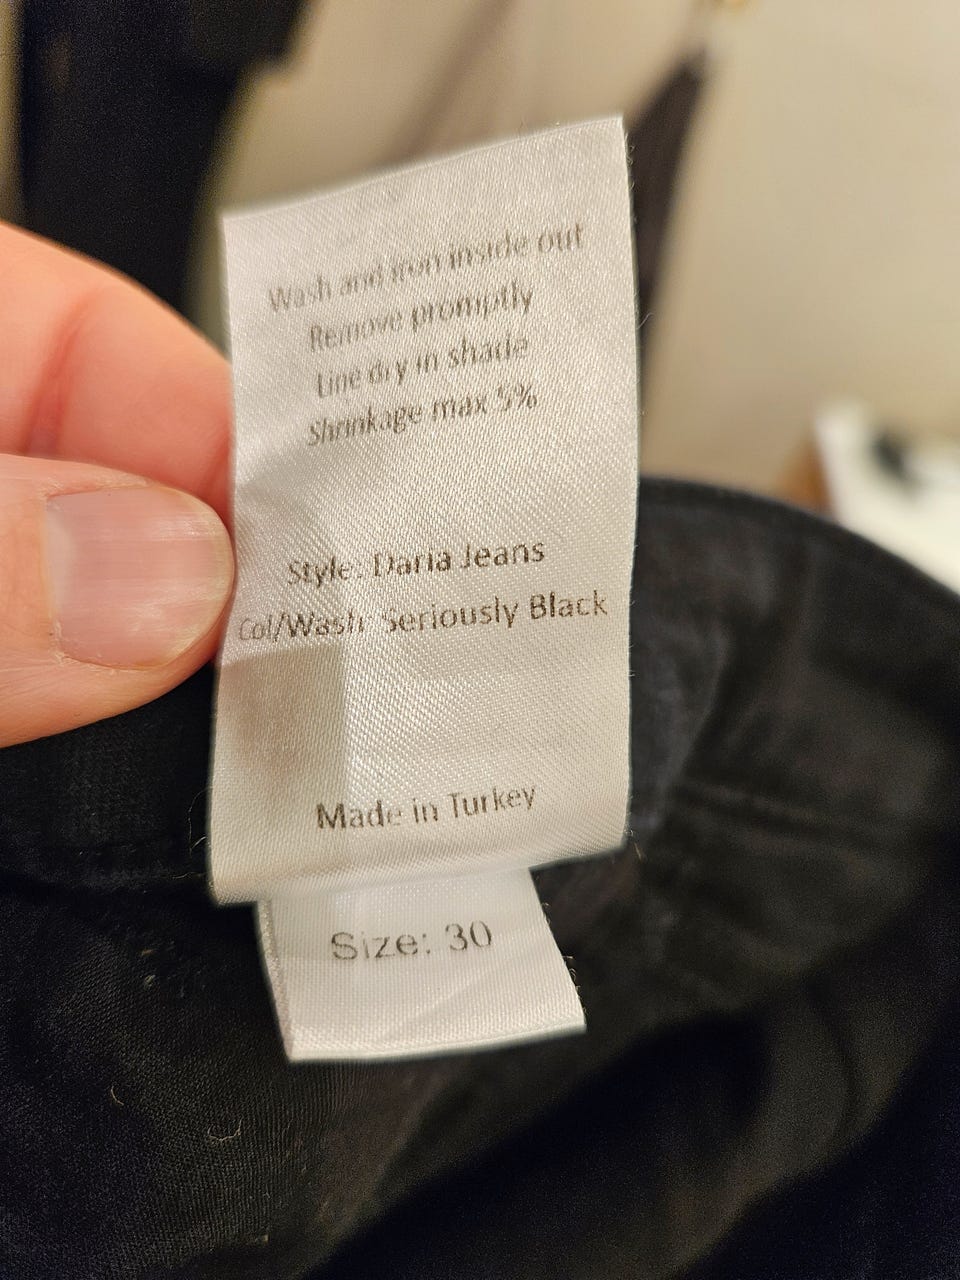 Wash and iron inside out
Remove promptly
Line dry in shade
Shrinkage max 5%
Style: Daria Jeans
Col/Wash: Seriously Black
Made in Turkey
Size: 30